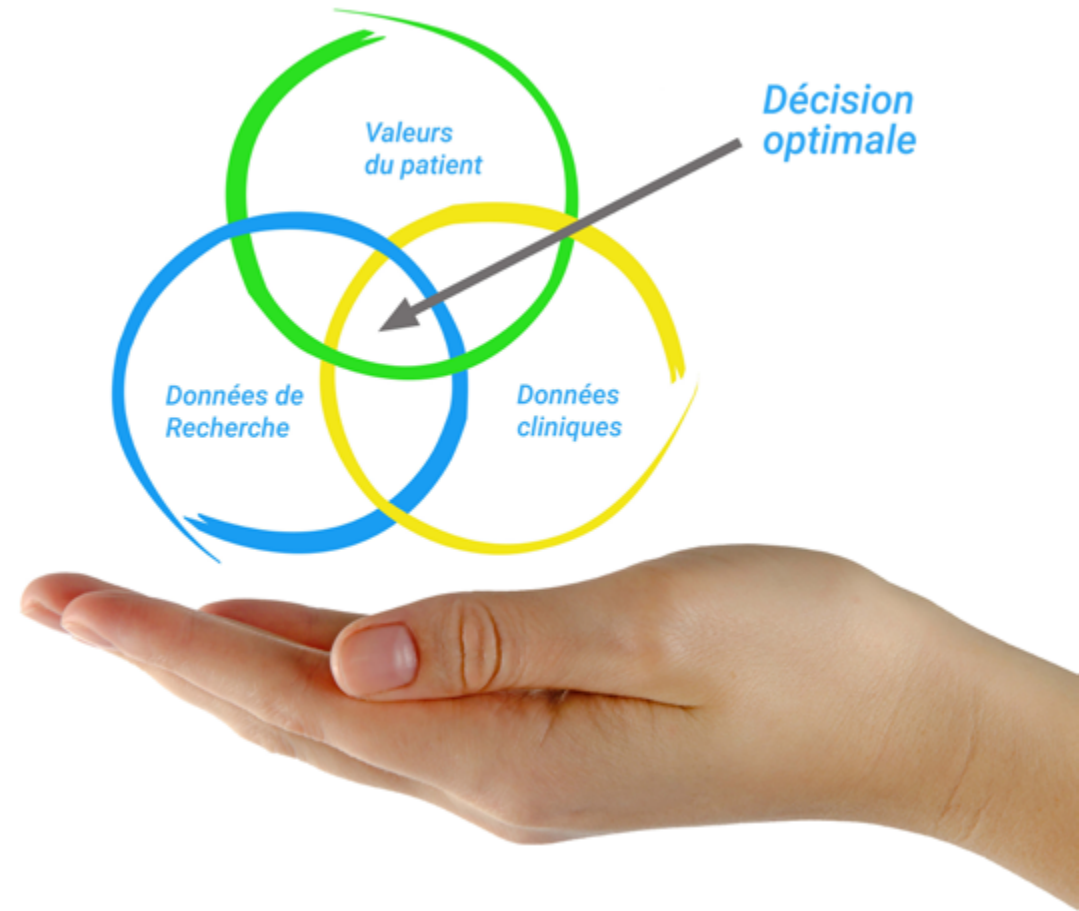 Valeurs
du patient
Décision
optimale
Données de
Recherche
Données
cliniques